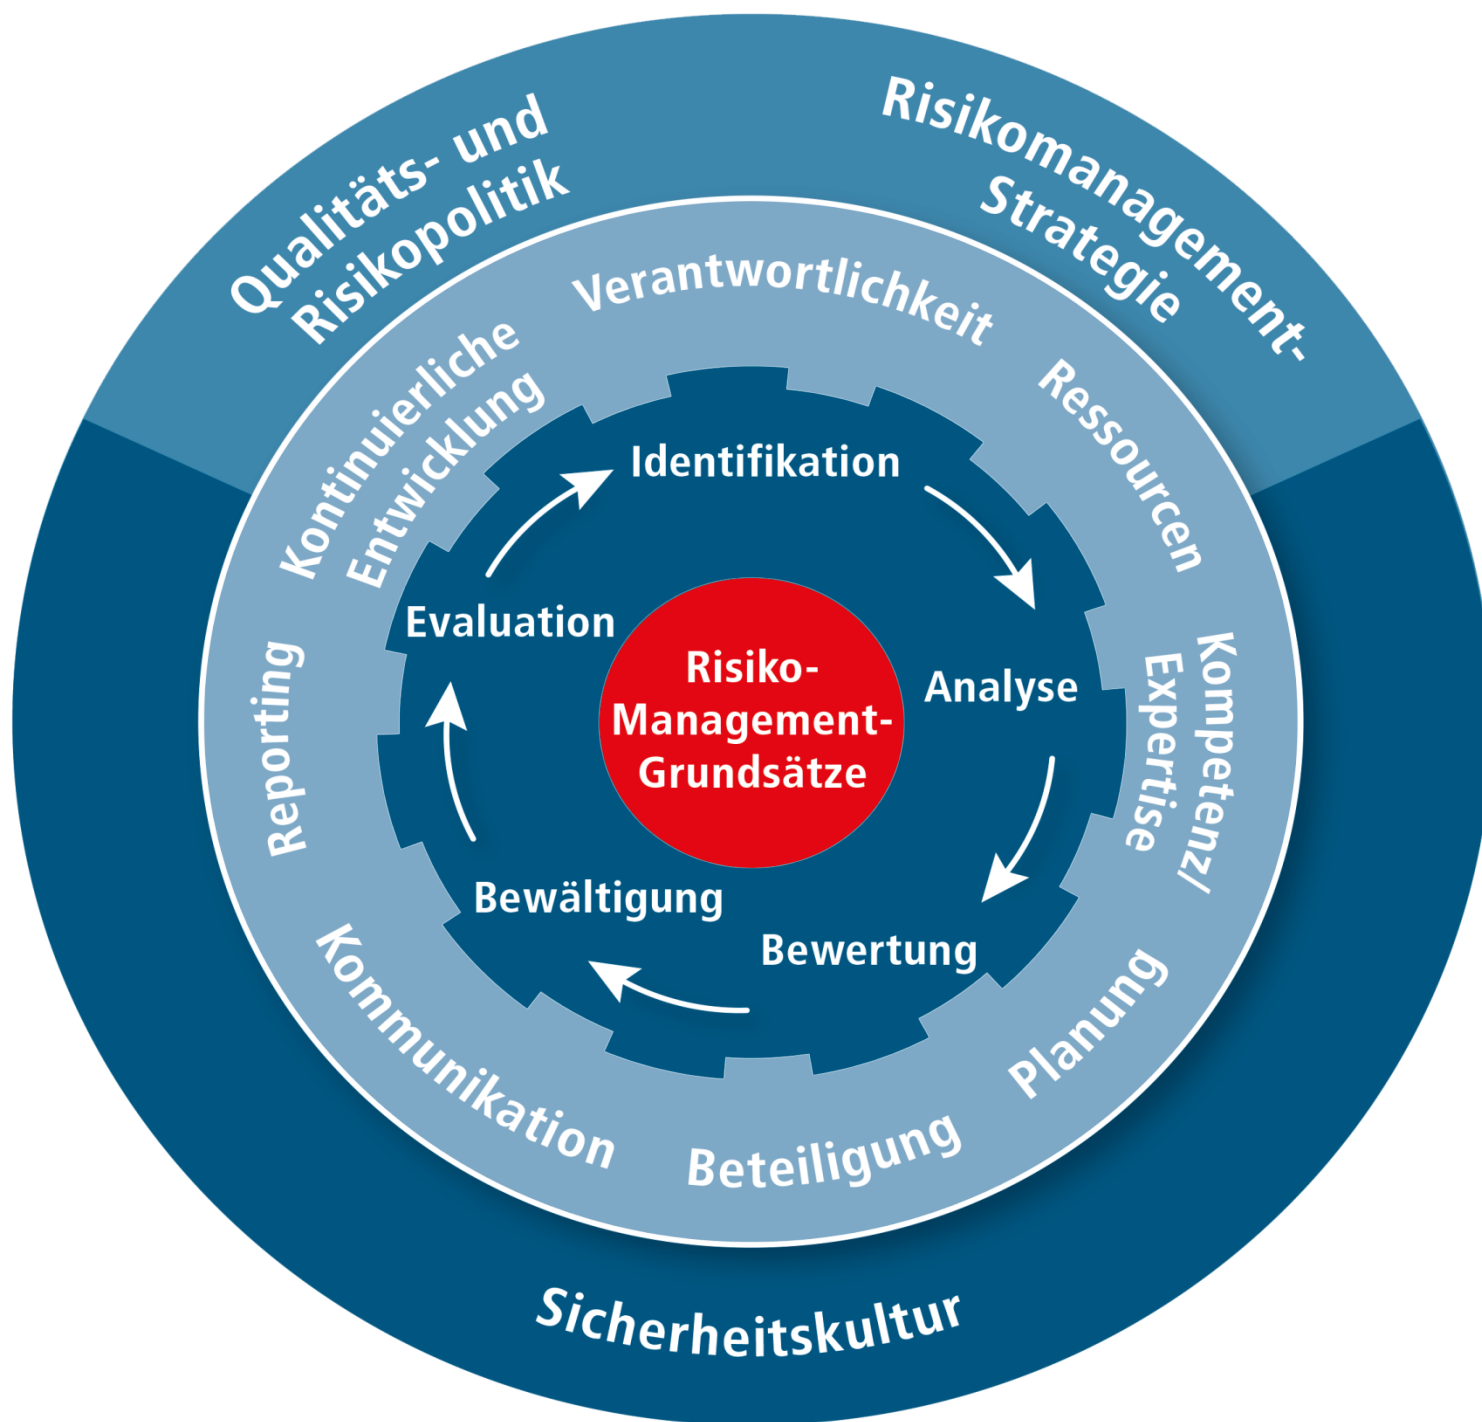 Qualitäts- und
Risikopolitik
Risikomanagement-
Strategie
Verantwortlichkeit
Ressourcen
Kompetenz/
Expertise
Planung
Beteiligung
Kommunikation
Reporting
Kontinuierliche
Entwicklung
Identifikation
Analyse
Bewertung
Bewältigung
Evaluation
Risiko-
Management-
Grundsätze
Sicherheitskultur